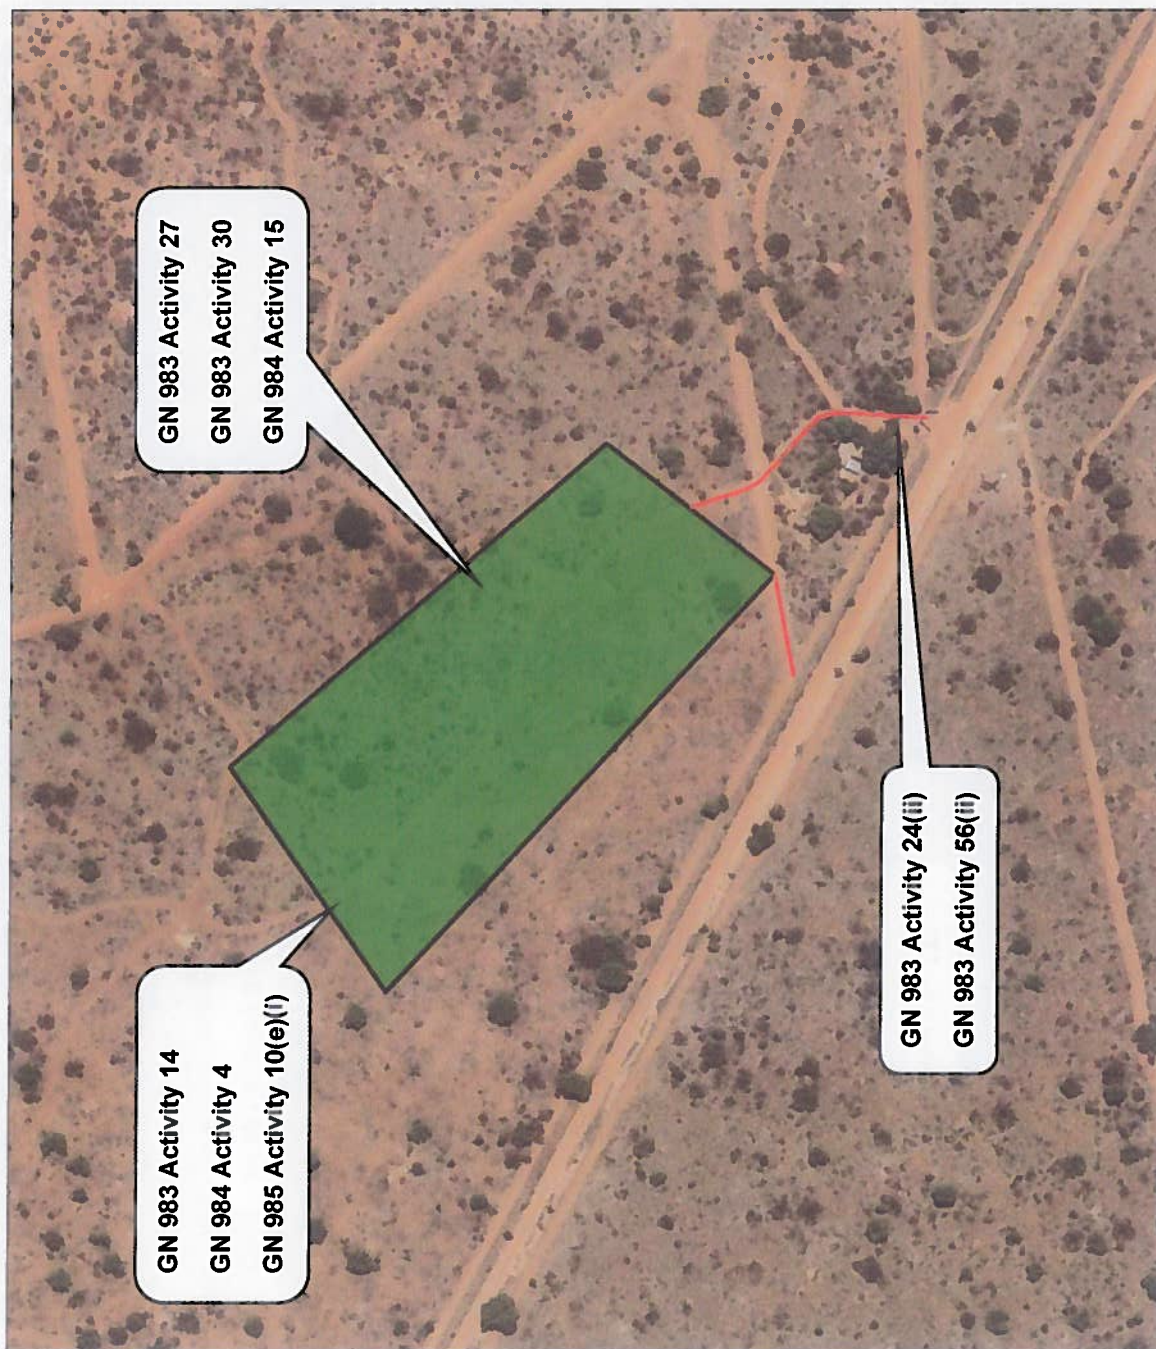 GN 983 Activity 14
GN 984 Activity 4
GN 985 Activity 10(e)(i)
GN 983 Activity 27
GN 983 Activity 30
GN 984 Activity 15
GN 983 Activity 24(ii)
GN 983 Activity 56(ii)